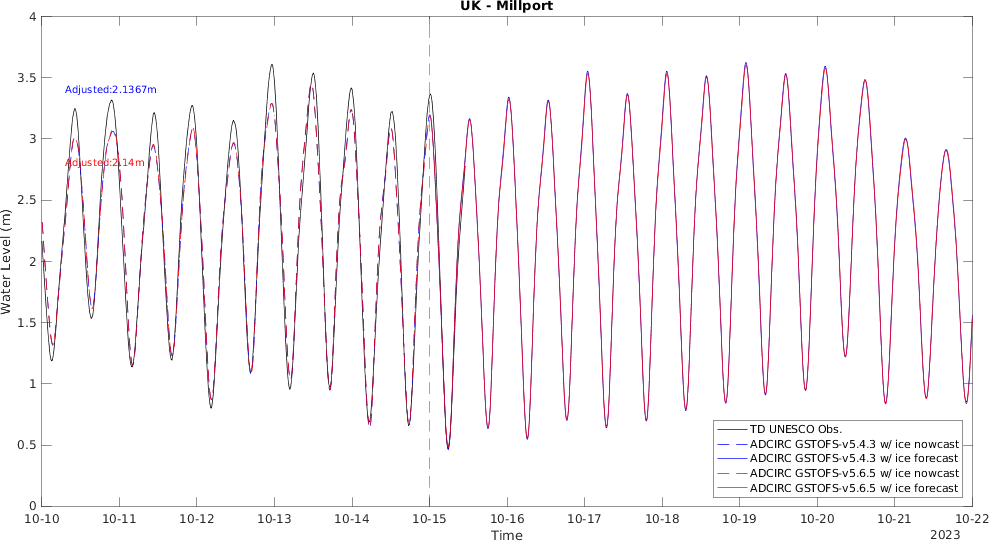 UK - Millport
4
3.5
3
2.5
2
1.5
1
0.5
0
Water Level (m)
Adjusted:2.1367m
Adjusted:2.14m
TD UNESCO Obs.
ADCIRC GSTOFS-v5.4.3 w/ ice nowcast
ADCIRC GSTOFS-v5.4.3 w/ ice forecast
ADCIRC GSTOFS-v5.6.5 w/ ice nowcast
ADCIRC GSTOFS-v5.6.5 w/ ice forecast
10-10 10-11 10-12 10-13 10-14 10-15 10-16 10-17 10-18 10-19 10-20 10-21 10-22
Time
2023